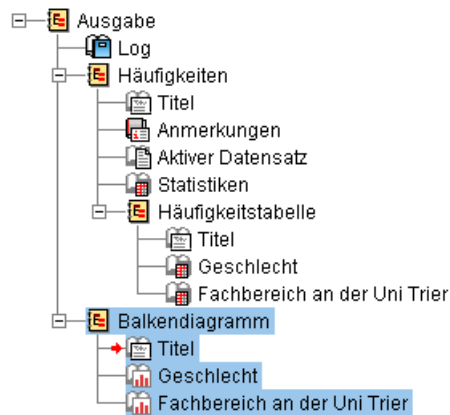 Ausgabe
Log
Häufigkeiten
Titel
Anmerkungen
Aktiver Datensatz
Statistiken
Häufigkeitstabelle
Titel
Geschlecht
Fachbereich an der Uni Trier
Balkendiagramm
Titel
Geschlecht
Fachbereich an der Uni Trier